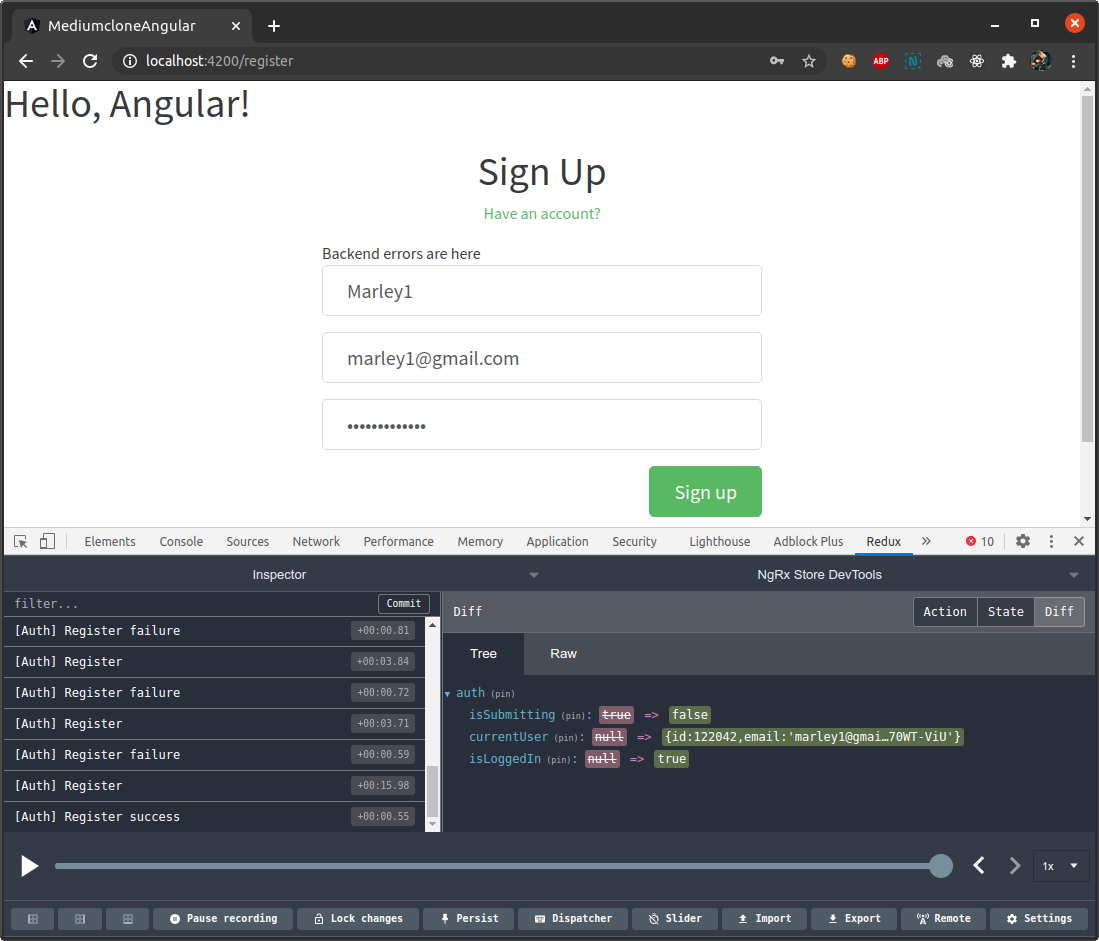 MediumcloneAngular
localhost:4200/register
ABP
N
Hello, Angular!
Sign Up
Have an account?
Backend errors are here
Marley1
marley1@gmail.com
•••••••••••••
Sign up
Elements Console Sources Network Performance Memory Application Security Lighthouse Adblock Plus Redux » 10
Inspector NgRx Store DevTools
filter... Commit
Diff Action State Diff
[Auth] Register failure +00:00.81
[Auth] Register +00:03.84
[Auth] Register failure +00:00.72
[Auth] Register +00:03.71
[Auth] Register failure +00:00.59
[Auth] Register +00:15.98
[Auth] Register success +00:00.55
Tree Raw
auth (pin)
isSubmitting (pin): true => false
currentUser (pin): null => {id:122042,email:'marley1@gmai…70WT-ViU'}
isLoggedIn (pin): null => true
1x
Pause recording Lock changes Persist Dispatcher Slider Import Export Remote Settings